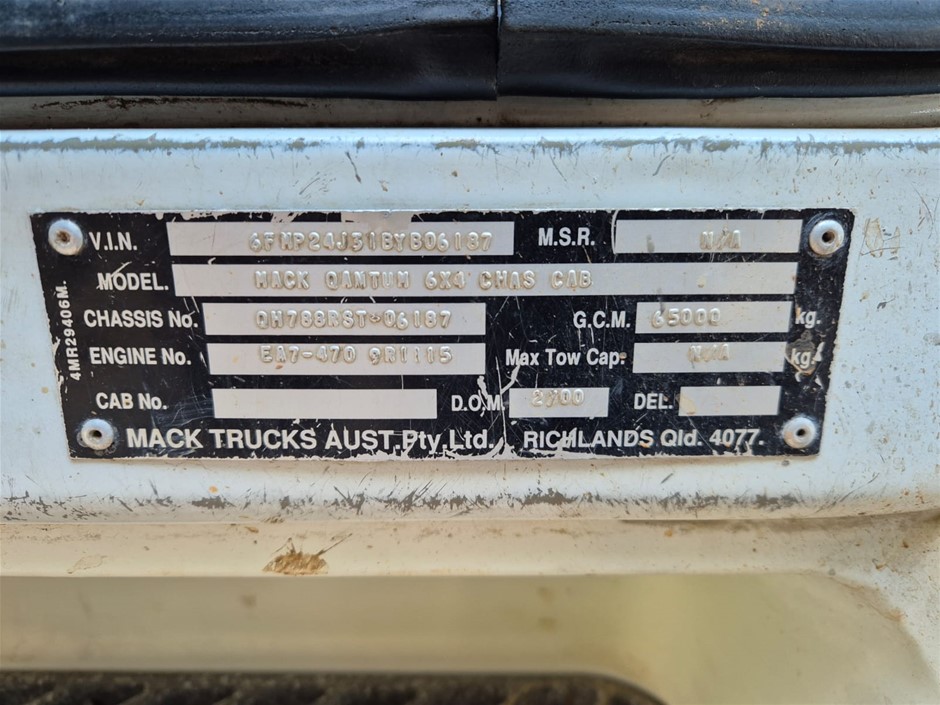 4MR29406M.
V.I.N. 6FMP24J31BYB06187 M.S.R. N/A
MODEL. MACK QANTUM 6X4 CHAS CAB
CHASSIS No. QH788RST-06187 G.C.M. 65000 kg.
ENGINE No. EA7-470 Max Tow Cap. N/A kg.
CAB No. D.O.M. 2/00 DEL.
MACK TRUCKS AUST. Pty. Ltd. RICHLANDS Qld. 4077.